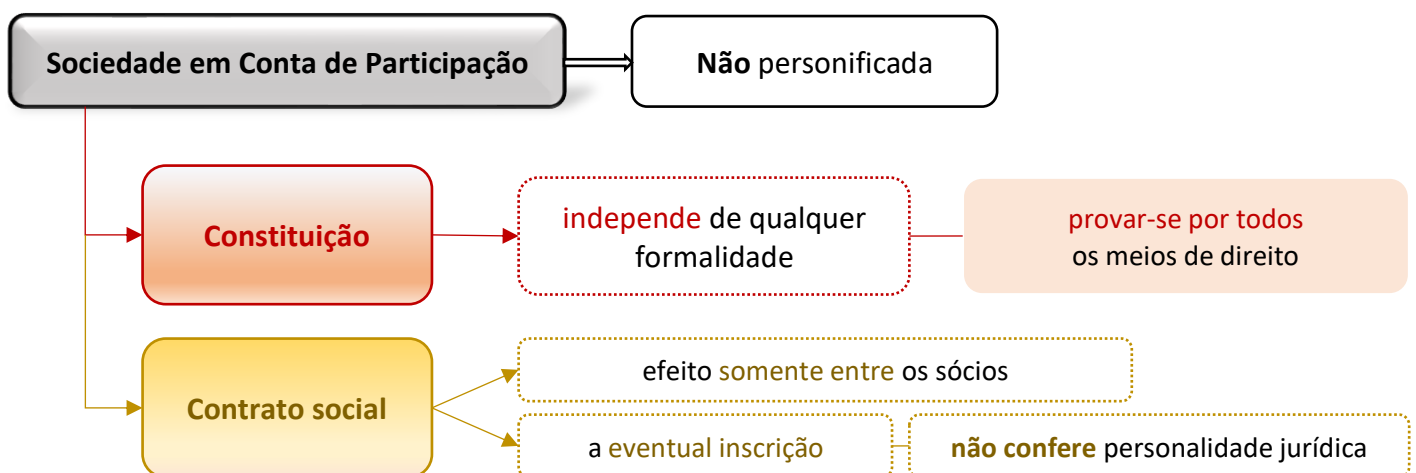 Sociedade em Conta de Participação
Não personificada
Constituição
independe de qualquer
formalidade
provar-se por todos
os meios de direito
Contrato social
efeito somente entre os sócios
a eventual inscrição
não confere personalidade jurídica